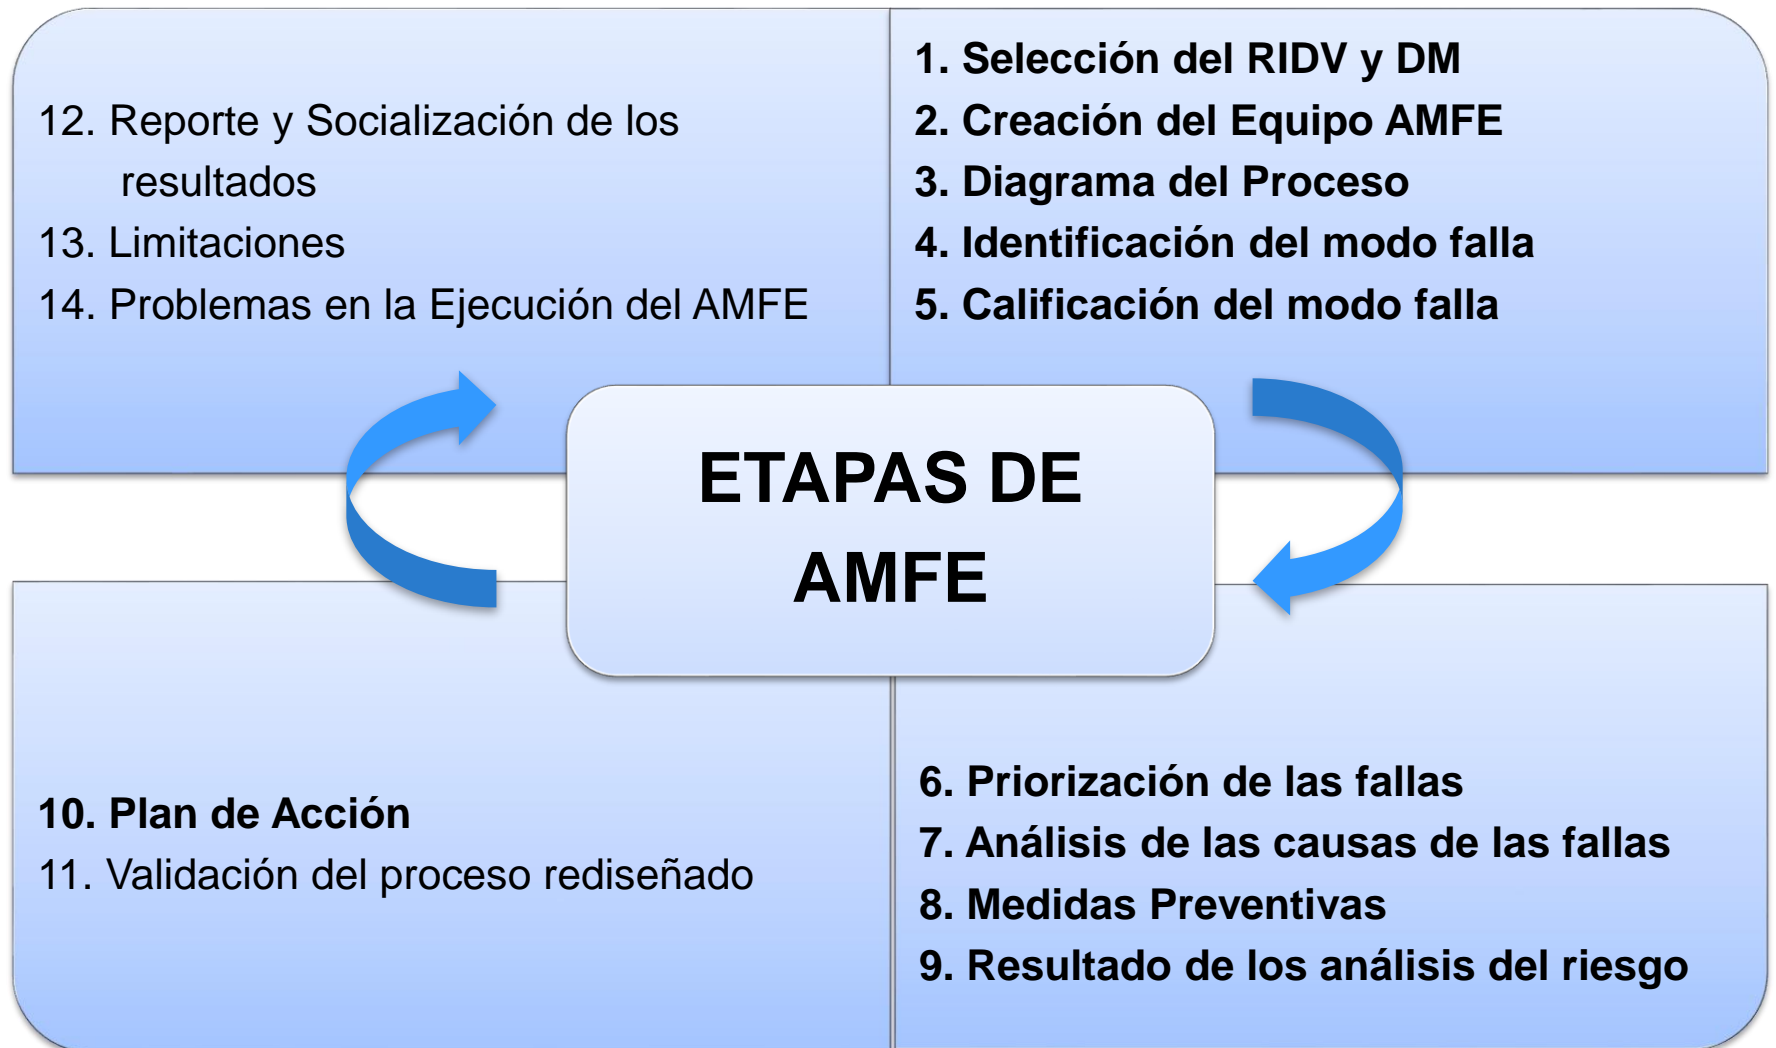 12. Reporte y Socialización de los
resultados
13. Limitaciones
14. Problemas en la Ejecución del AMFE
1. Selección del RIDV y DM
2. Creación del Equipo AMFE
3. Diagrama del Proceso
4. Identificación del modo falla
5. Calificación del modo falla
ETAPAS DE
AMFE
10. Plan de Acción
11. Validación del proceso rediseñado
6. Priorización de las fallas
7. Análisis de las causas de las fallas
8. Medidas Preventivas
9. Resultado de los análisis del riesgo